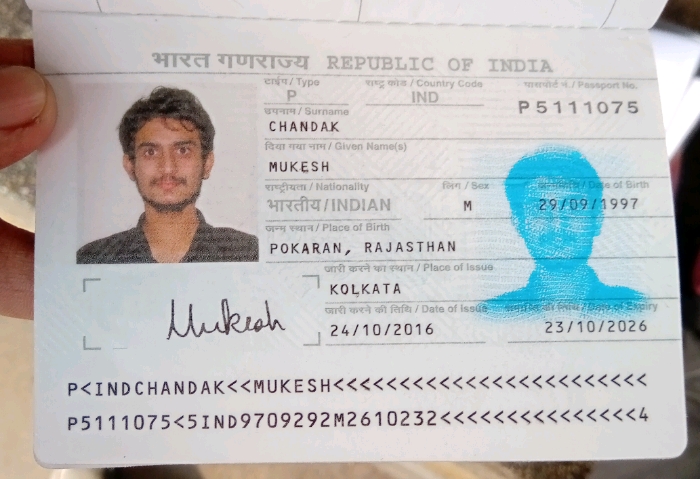 भारत गणराज्य REPUBLIC OF INDIA
टाईप / Type राष्ट्र कोड / Country Code पासपोर्ट नं. / Passport No.
P IND P5111075
उपनाम / Surname
CHANDAK
दिया गया नाम / Given Name(s)
MUKESH
राष्ट्रीयता / Nationality लिंग / Sex जन्मतिथि / Date of Birth
भारतीय / INDIAN M 29/09/1997
जन्म स्थान / Place of Birth
POKARAN, RAJASTHAN
जारी करने का स्थान / Place of Issue
KOLKATA
जारी करने की तिथि / Date of Issue समाप्ति की तिथि / Date of Expiry
24/10/2016 23/10/2026
Mukesh
P<INDCHANDAK<<MUKESH<<<<<<<<<<<<<<<<<<<<<<<<
P5111075<5IND9709292M2610232<<<<<<<<<<<<<<<4